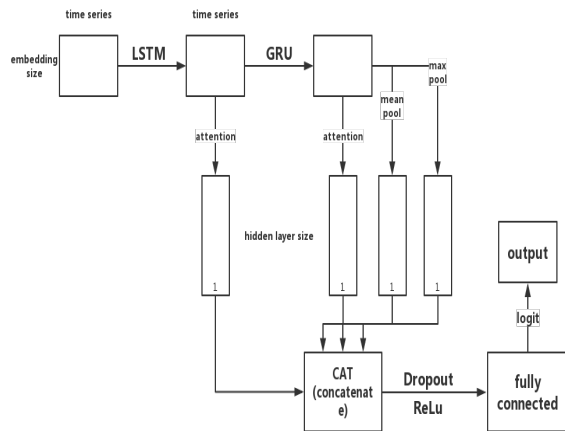 time series
time series
embedding
size
LSTM
GRU
max
pool
mean
pool
attention
attention
hidden layer size
1
1
1
1
output
logit
CAT
(concatenat
e)
Dropout
ReLu
fully
connected